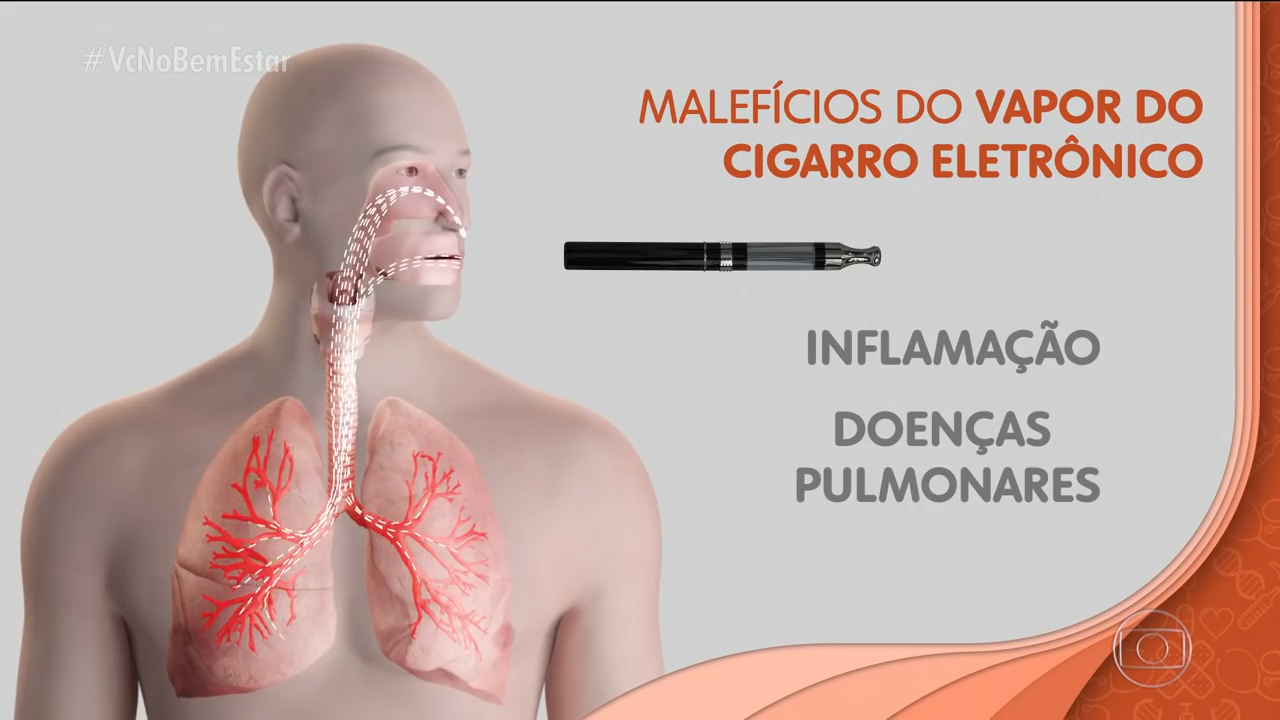 #VcNoBemEstar
MALEFÍCIOS DO VAPOR DO
CIGARRO ELETRÔNICO
INFLAMAÇÃO
DOENÇAS
PULMONARES